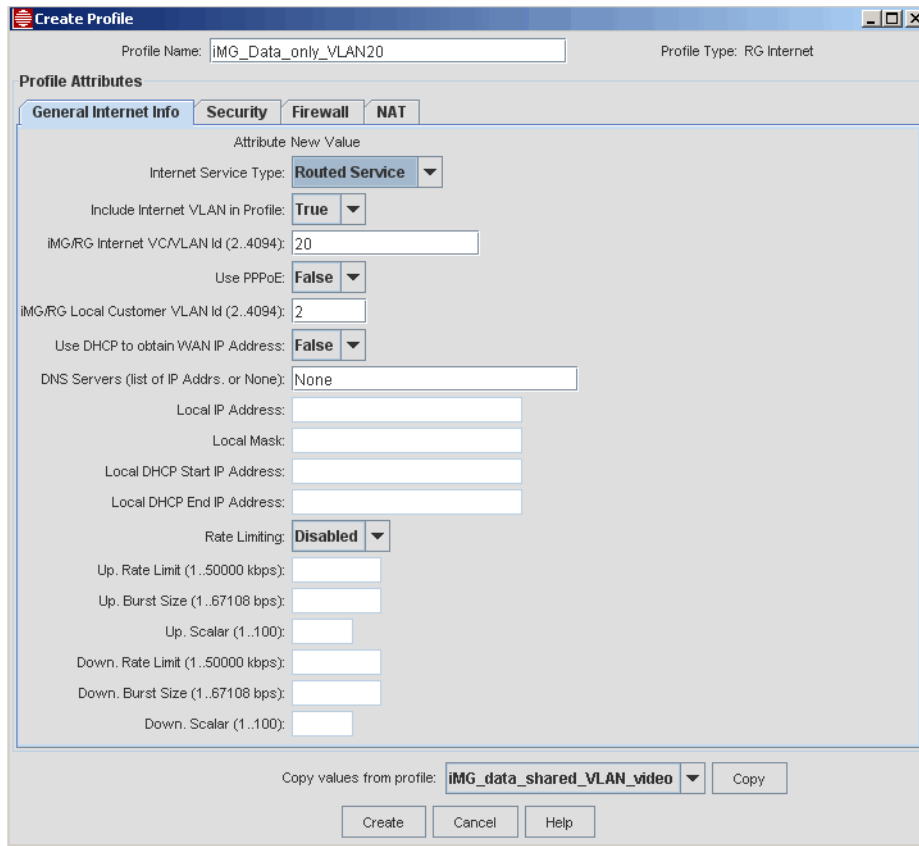 Create Profile
Profile Name: iMG_Data_only_VLAN20 Profile Type: RG Internet
Profile Attributes
General Internet Info Security Firewall NAT
Attribute New Value
Internet Service Type: Routed Service
Include Internet VLAN in Profile: True
iMG/RG Internet VC/VLAN Id (2..4094): 20
Use PPPoE: False
iMG/RG Local Customer VLAN Id (2..4094): 2
Use DHCP to obtain WAN IP Address: False
DNS Servers (list of IP Addrs. or None): None
Local IP Address:
Local Mask:
Local DHCP Start IP Address:
Local DHCP End IP Address:
Rate Limiting: Disabled
Up. Rate Limit (1..50000 kbps):
Up. Burst Size (1..67108 bps):
Up. Scalar (1..100):
Down. Rate Limit (1..50000 kbps):
Down. Burst Size (1..67108 bps):
Down. Scalar (1..100):
Copy values from profile: iMG_data_shared_VLAN_video Copy
Create Cancel Help